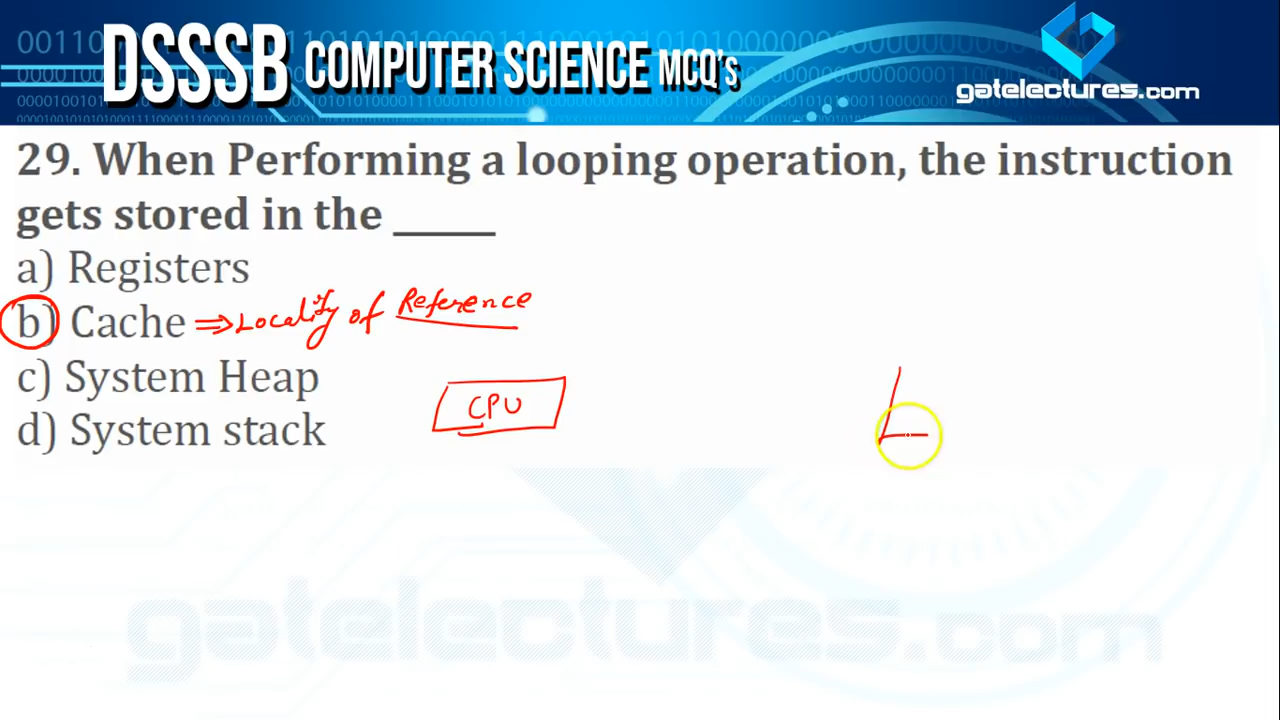 DSSSB COMPUTER SCIENCE MCQ's
gatelectures.com
29. When Performing a looping operation, the instruction
gets stored in the _____
a) Registers
b) Cache ⇒ Locality of Reference
c) System Heap
d) System stack
CPU
gatelectures.com